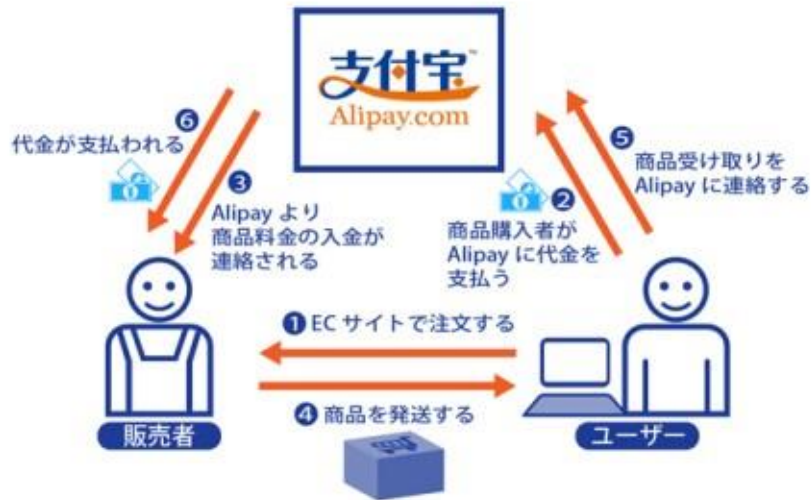 支付宝™
Alipay.com
❻
代金が支払われる
❸
Alipay より
商品料金の入金が
連絡される
❷
商品購入者が
Alipay に代金を
支払う
❺
商品受け取りを
Alipay に連絡する
❶ EC サイトで注文する
❹ 商品を発送する
販売者
ユーザー